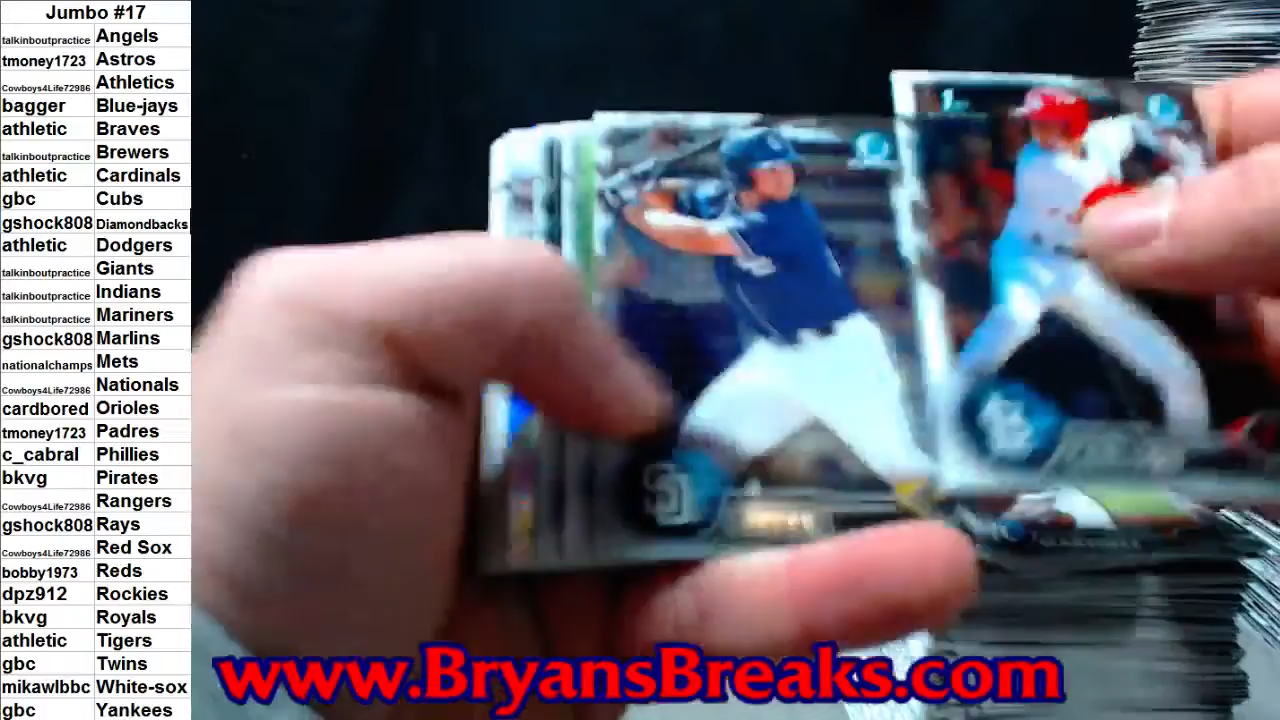 Jumbo #17
talkinboutpractice Angels
tmoney1723 Astros
Cowboys4Life72986 Athletics
bagger Blue-jays
athletic Braves
talkinboutpractice Brewers
athletic Cardinals
gbc Cubs
gshock808 Diamondbacks
athletic Dodgers
talkinboutpractice Giants
talkinboutpractice Indians
talkinboutpractice Mariners
gshock808 Marlins
nationalchamps Mets
Cowboys4Life72986 Nationals
cardbored Orioles
tmoney1723 Padres
c_cabral Phillies
bkvg Pirates
Cowboys4Life72986 Rangers
gshock808 Rays
Cowboys4Life72986 Red Sox
bobby1973 Reds
dpz912 Rockies
bkvg Royals
athletic Tigers
gbc Twins
mikawlbbc White-sox
gbc Yankees
SD
www.BryansBreaks.com